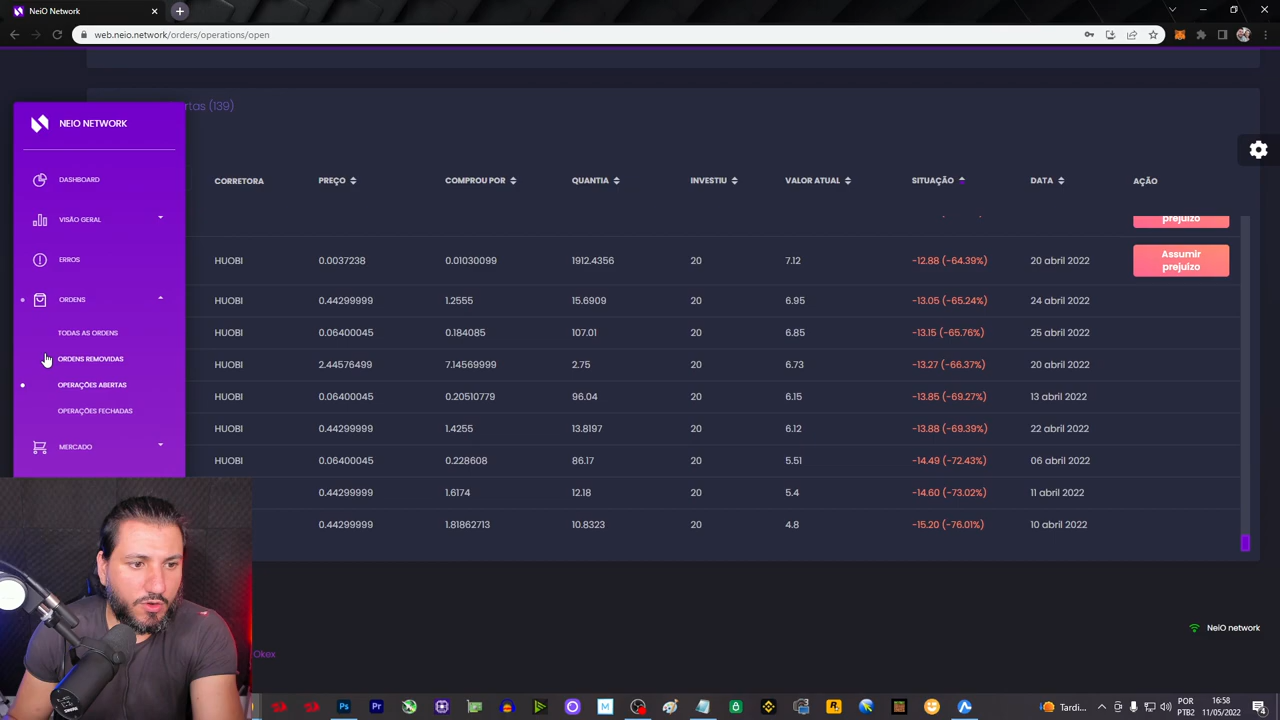 NeiO Network
web.neio.network/orders/operations/open
rtas (139)
NEIO NETWORK
DASHBOARD
VISÃO GERAL
ERROS
ORDENS
TODAS AS ORDENS
ORDENS REMOVIDAS
OPERAÇÕES ABERTAS
OPERAÇÕES FECHADAS
MERCADO
CORRETORA PREÇO COMPROU POR QUANTIA INVESTIU VALOR ATUAL SITUAÇÃO DATA AÇÃO
prejuízo
HUOBI 0.0037238 0.01030099 1912.4356 20 7.12 -12.88 (-64.39%) 20 abril 2022 Assumir
prejuízo
HUOBI 0.44299999 1.2555 15.6909 20 6.95 -13.05 (-65.24%) 24 abril 2022
HUOBI 0.06400045 0.184085 107.01 20 6.85 -13.15 (-65.76%) 25 abril 2022
HUOBI 2.44576499 7.14569999 2.75 20 6.73 -13.27 (-66.37%) 20 abril 2022
HUOBI 0.06400045 0.20510779 96.04 20 6.15 -13.85 (-69.27%) 13 abril 2022
HUOBI 0.44299999 1.4255 13.8197 20 6.12 -13.88 (-69.39%) 22 abril 2022
HUOBI 0.06400045 0.228608 86.17 20 5.51 -14.49 (-72.43%) 06 abril 2022
0.44299999 1.6174 12.18 20 5.4 -14.60 (-73.02%) 11 abril 2022
0.44299999 1.81862713 10.8323 20 4.8 -15.20 (-76.01%) 10 abril 2022
NeiO network
Okex
Ps Pr M R
Tardi...
POR
PTB2
16:58
11/05/2022